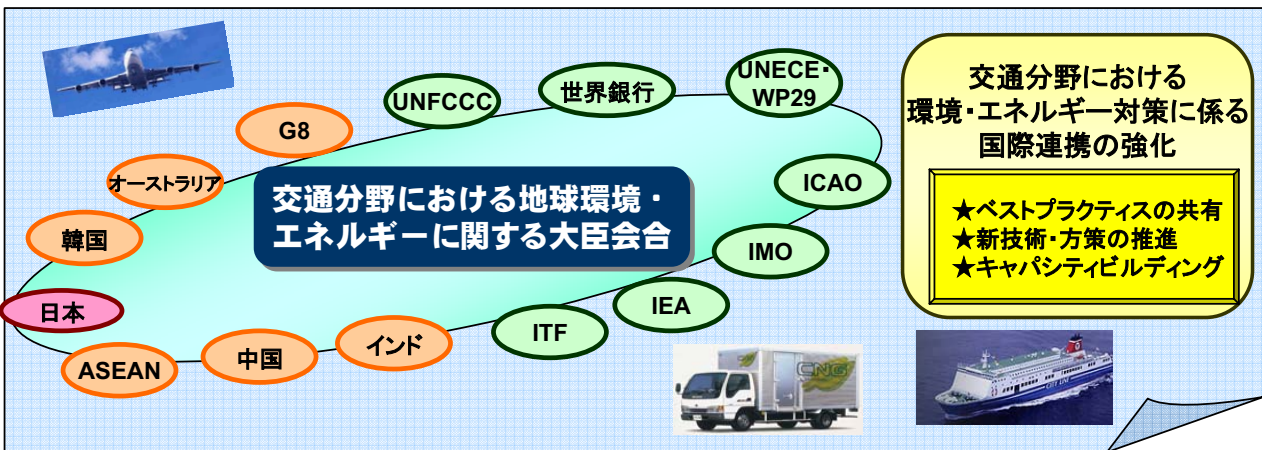 UNFCCC
世界銀行
UNECE・
WP29
G8
オーストラリア
韓国
日本
ASEAN
中国
インド
ITF
IEA
IMO
ICAO
交通分野における地球環境・
エネルギーに関する大臣会合
交通分野における
環境・エネルギー対策に係る
国際連携の強化
★ベストプラクティスの共有
★新技術・方策の推進
★キャパシティビルディング
CNG
CITY LINE